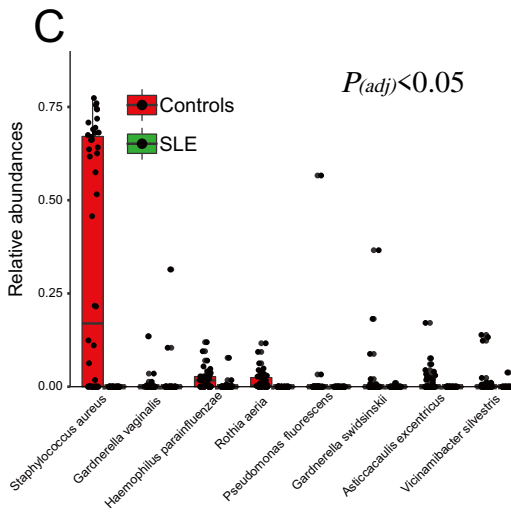 C
P(adj)<0.05
Controls
SLE
Relative abundances
0.75
0.50
0.25
0.00
Staphylococcus aureus
Gardnerella vaginalis
Haemophilus parainfluenzae
Rothia aeria
Pseudomonas fluorescens
Gardnerella swidsinskii
Asticcacaulis excentricus
Vicinamibacter silvestris